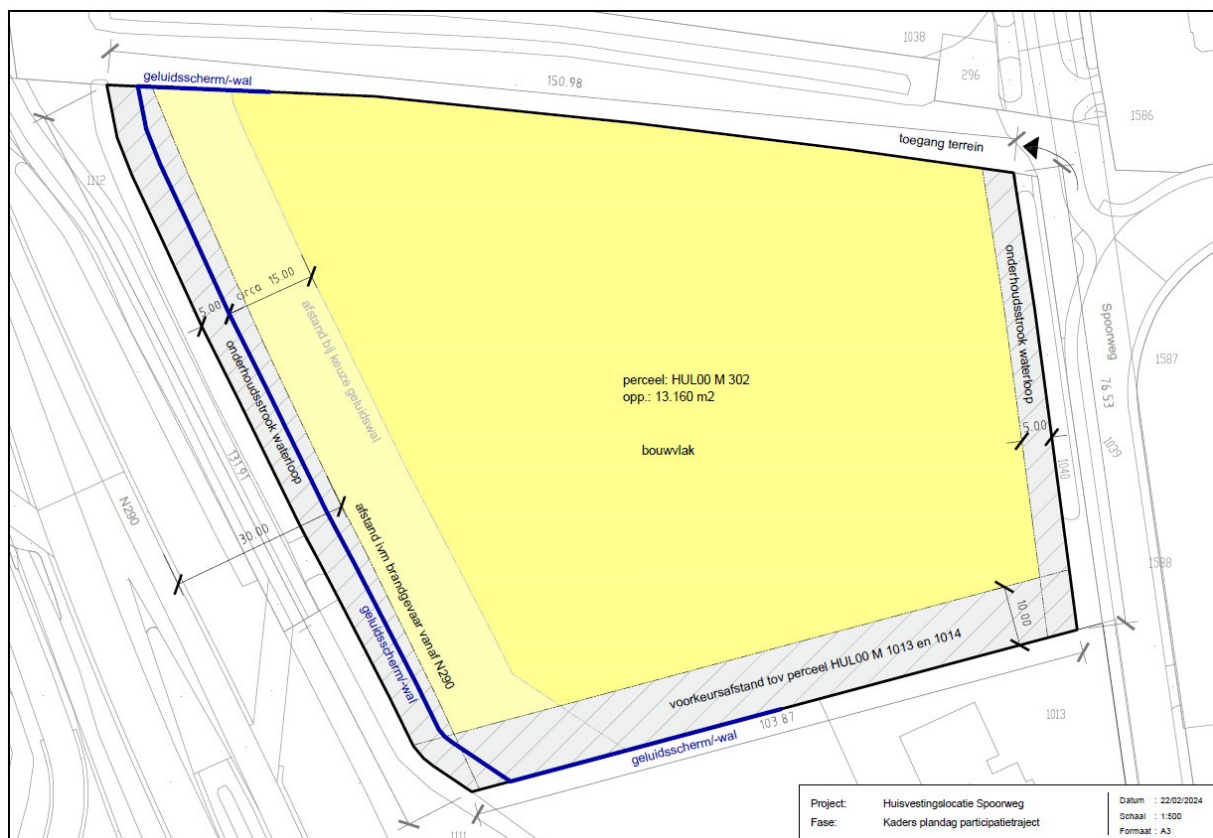 1038
296
1586
geluidsscherm/-wal
150.98
toegang terrein
1112
5.00
circa 15.00
afstand bij keuze geluidswal
onderhoudsstrook waterloop
131.91
N290
30.00
afstand ivm brandgevaar vanaf N290
geluidsscherm/-wal
perceel: HUL00 M 302
opp.: 13.160 m2
bouwvlak
onderhoudsstrook waterloop
5.00
Spoorweg
76.53
1587
1039
1040
1588
10.00
voorkeursafstand tov perceel HUL00 M 1013 en 1014
103.87
geluidsscherm/-wal
1013
1111
Project: Huisvestingslocatie Spoorweg
Fase: Kaders plandag participatietraject
Datum : 22/02/2024
Schaal : 1:500
Formaat : A3